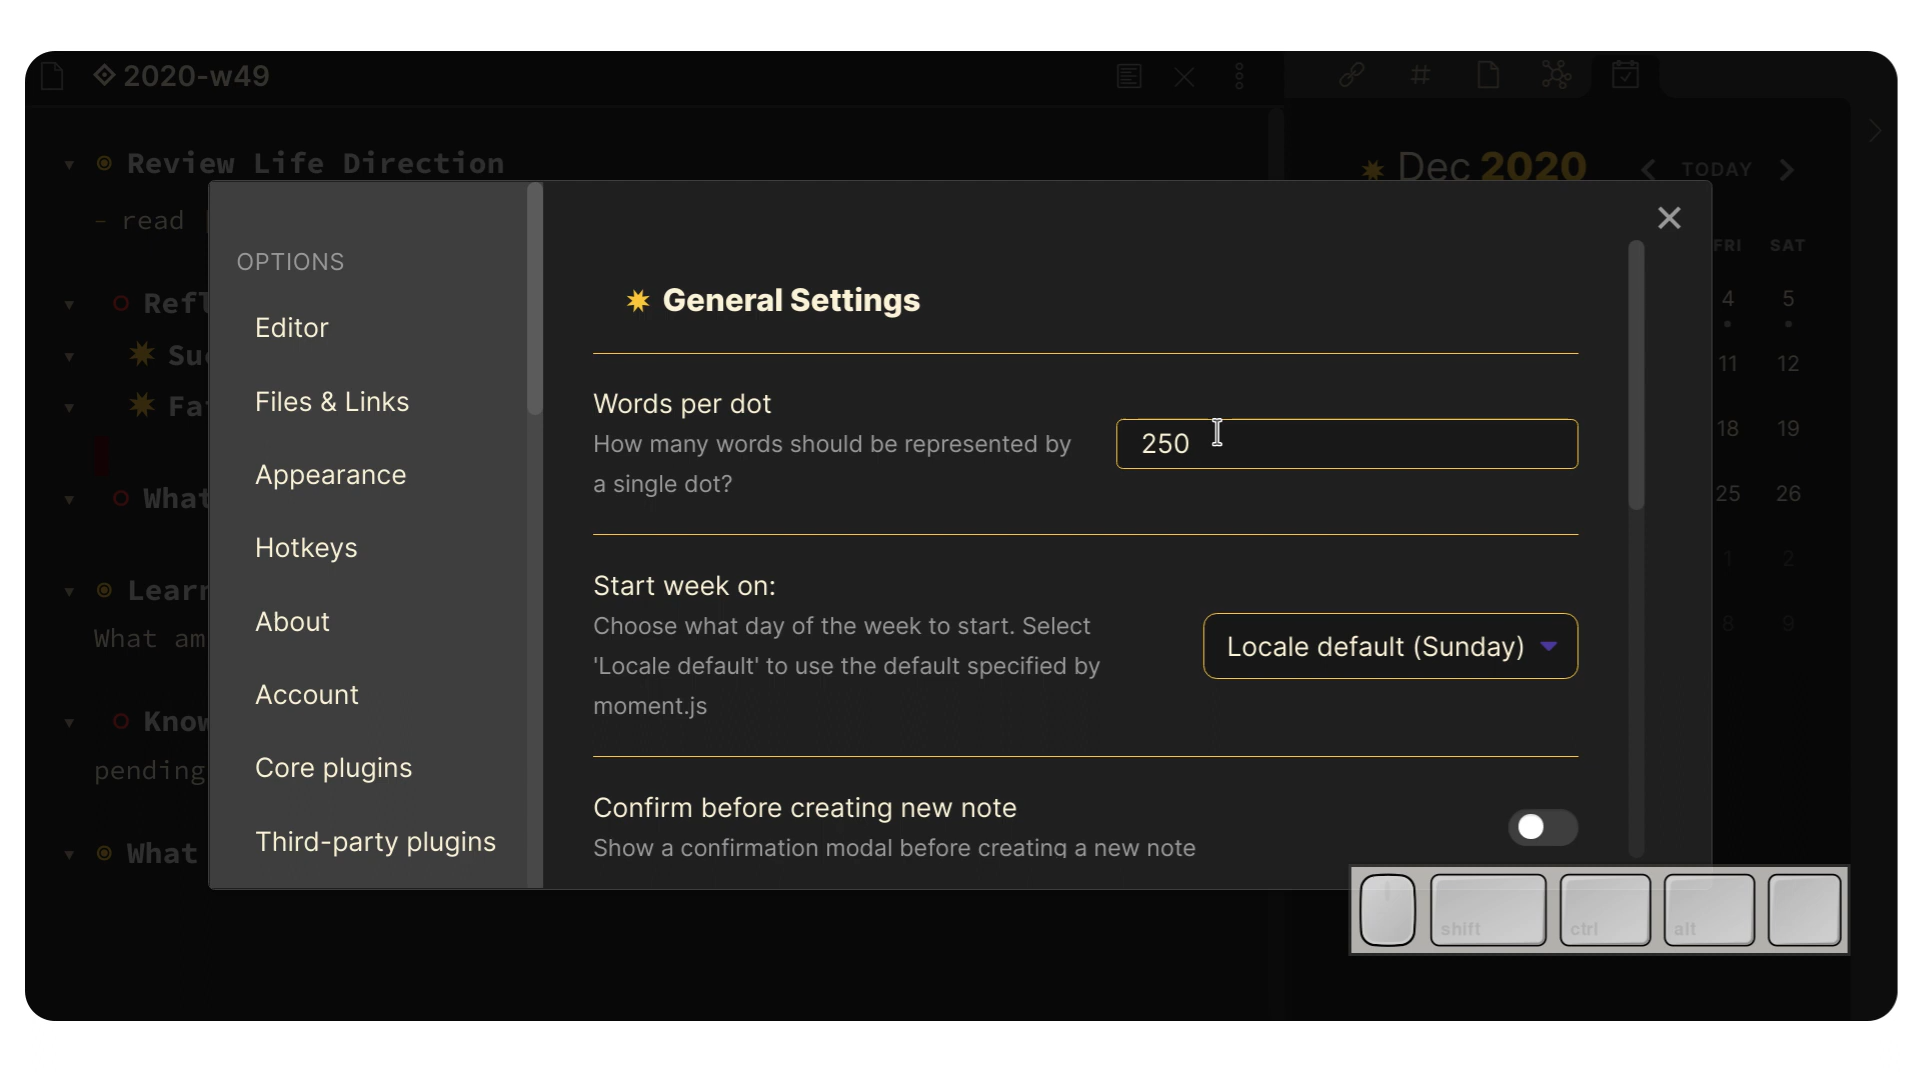 2020-w49
Review Life Direction
- read
Refl
Suc
Fa
What
Learn
What am
Know
pending
What
Dec 2020
TODAY
FRI SAT
4 5
11 12
18 19
25 26
1 2
8 9
OPTIONS
Editor
Files & Links
Appearance
Hotkeys
About
Account
Core plugins
Third-party plugins
General Settings
Words per dot
How many words should be represented by
a single dot?
250
Start week on:
Choose what day of the week to start. Select
'Locale default' to use the default specified by
moment.js
Locale default (Sunday)
Confirm before creating new note
Show a confirmation modal before creating a new note
shift ctrl alt